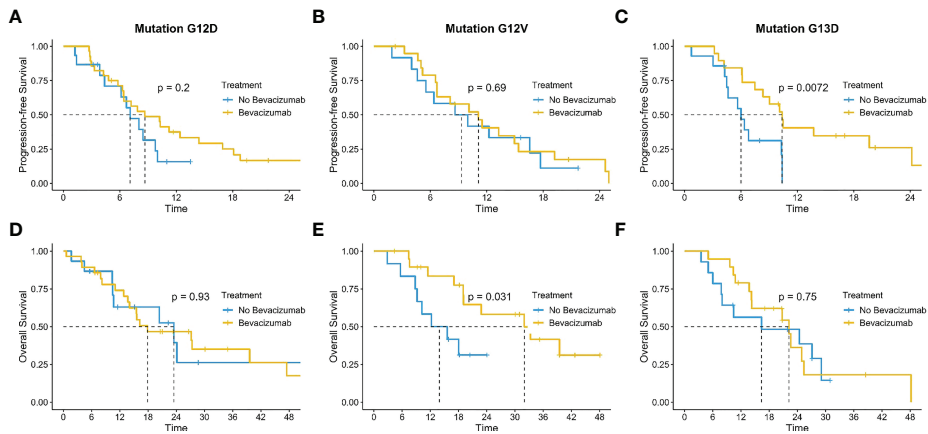 A
Mutation G12D
Progression-free Survival
1.00
0.75
0.50
0.25
0.00
p = 0.2
Treatment
No Bevacizumab
Bevacizumab
0 6 12 18 24
Time
B
Mutation G12V
Progression-free Survival
1.00
0.75
0.50
0.25
0.00
p = 0.69
Treatment
No Bevacizumab
Bevacizumab
0 6 12 18 24
Time
C
Mutation G13D
Progression-free Survival
1.00
0.75
0.50
0.25
0.00
p = 0.0072
Treatment
No Bevacizumab
Bevacizumab
0 6 12 18 24
Time
D
Overall Survival
1.00
0.75
0.50
0.25
0.00
p = 0.93
Treatment
No Bevacizumab
Bevacizumab
0 6 12 18 24 30 36 42 48
Time
E
Overall Survival
1.00
0.75
0.50
0.25
0.00
p = 0.031
Treatment
No Bevacizumab
Bevacizumab
0 6 12 18 24 30 36 42 48
Time
F
Overall Survival
1.00
0.75
0.50
0.25
0.00
p = 0.75
Treatment
No Bevacizumab
Bevacizumab
0 6 12 18 24 30 36 42 48
Time